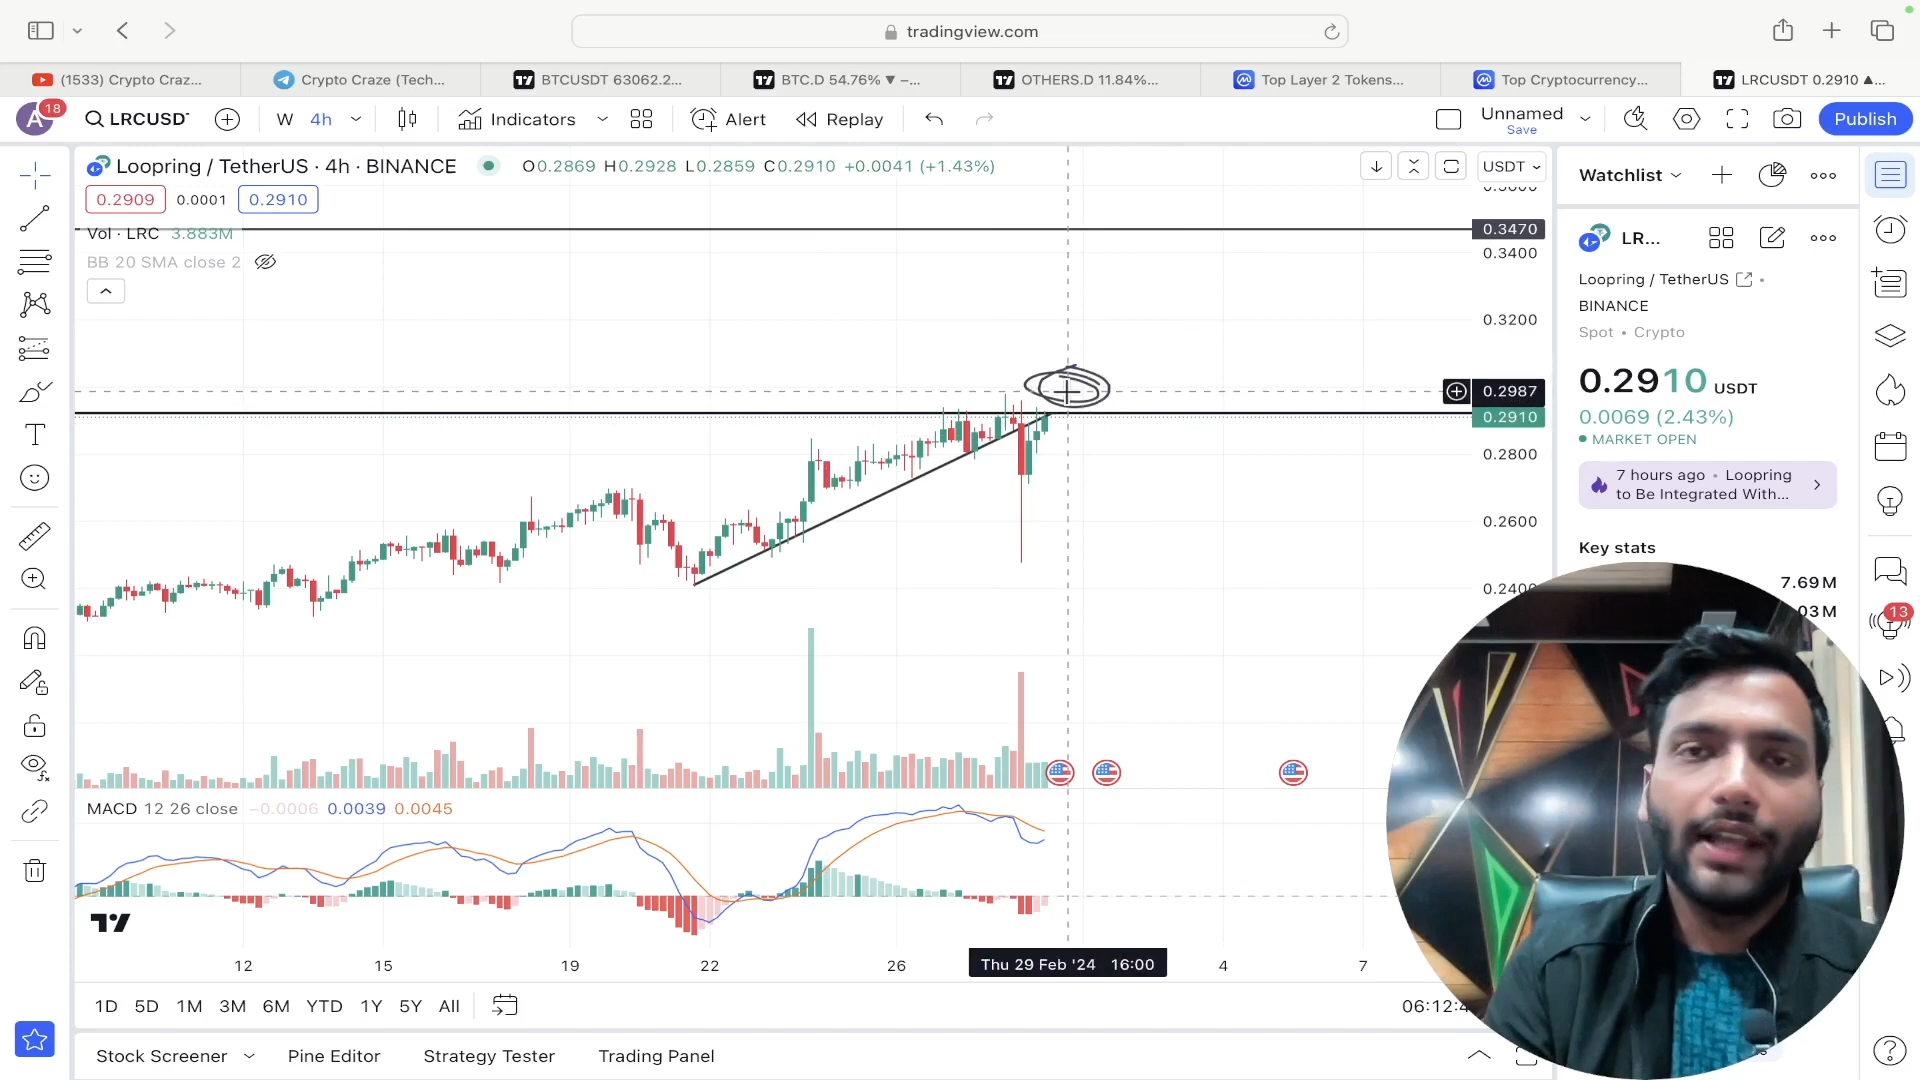 tradingview.com
(1533) Crypto Craz...
Crypto Craze (Tech...
BTCUSDT 63062.2...
BTC.D 54.76% ▼ –...
OTHERS.D 11.84%...
Top Layer 2 Tokens...
Top Cryptocurrency...
LRCUSDT 0.2910 ▲...
A 18
LRCUSD
W 4h
Indicators
Alert
Replay
Unnamed
Save
Publish
Loopring / TetherUS · 4h · BINANCE
O0.2869 H0.2928 L0.2859 C0.2910 +0.0041 (+1.43%)
USDT
0.2909 0.0001 0.2910
Vol · LRC 3.883M
BB 20 SMA close 2
0.3470
0.3400
0.3200
0.2987
0.2910
0.2800
0.2600
0.2400
MACD 12 26 close −0.0006 0.0039 0.0045
12 15 19 22 26 Thu 29 Feb '24 16:00 4 7
1D 5D 1M 3M 6M YTD 1Y 5Y All
06:12:4
Stock Screener
Pine Editor
Strategy Tester
Trading Panel
Watchlist
LR...
Loopring / TetherUS
BINANCE
Spot • Crypto
0.2910 USDT
0.0069 (2.43%)
MARKET OPEN
7 hours ago • Loopring
to Be Integrated With...
Key stats
7.69M
03M
13